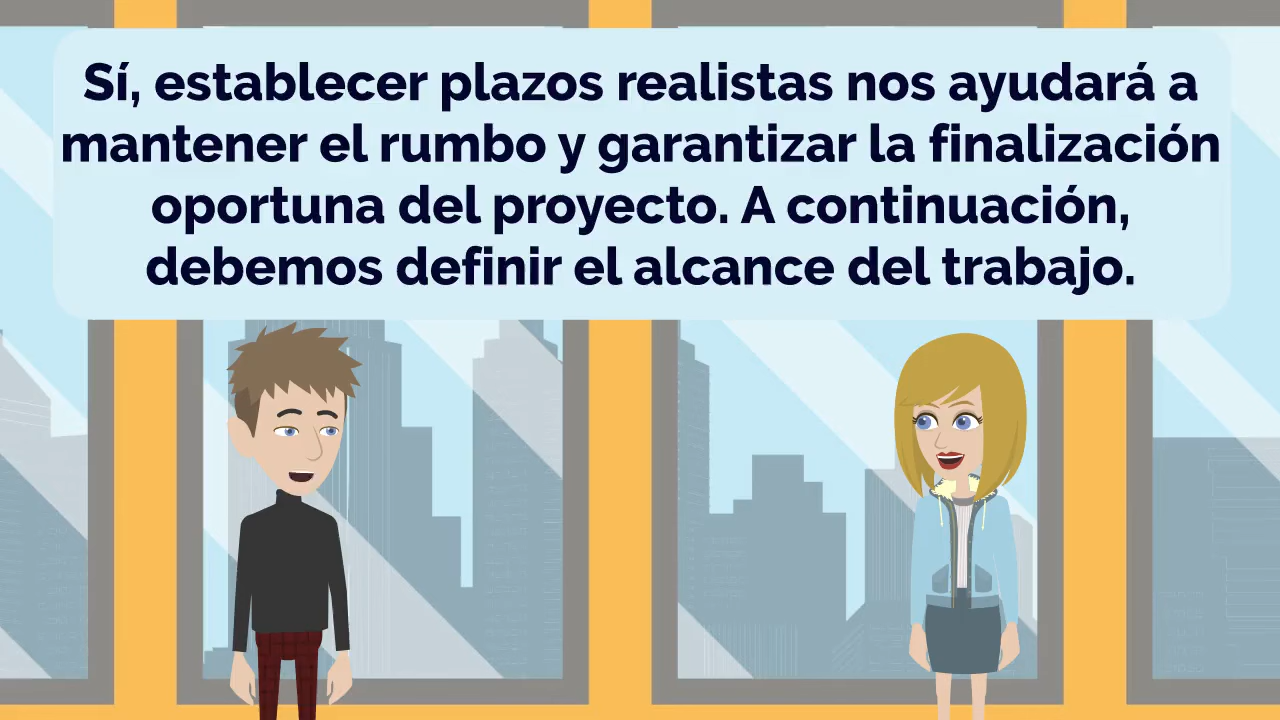 Sí, establecer plazos realistas nos ayudará a
mantener el rumbo y garantizar la finalización
oportuna del proyecto. A continuación,
debemos definir el alcance del trabajo.